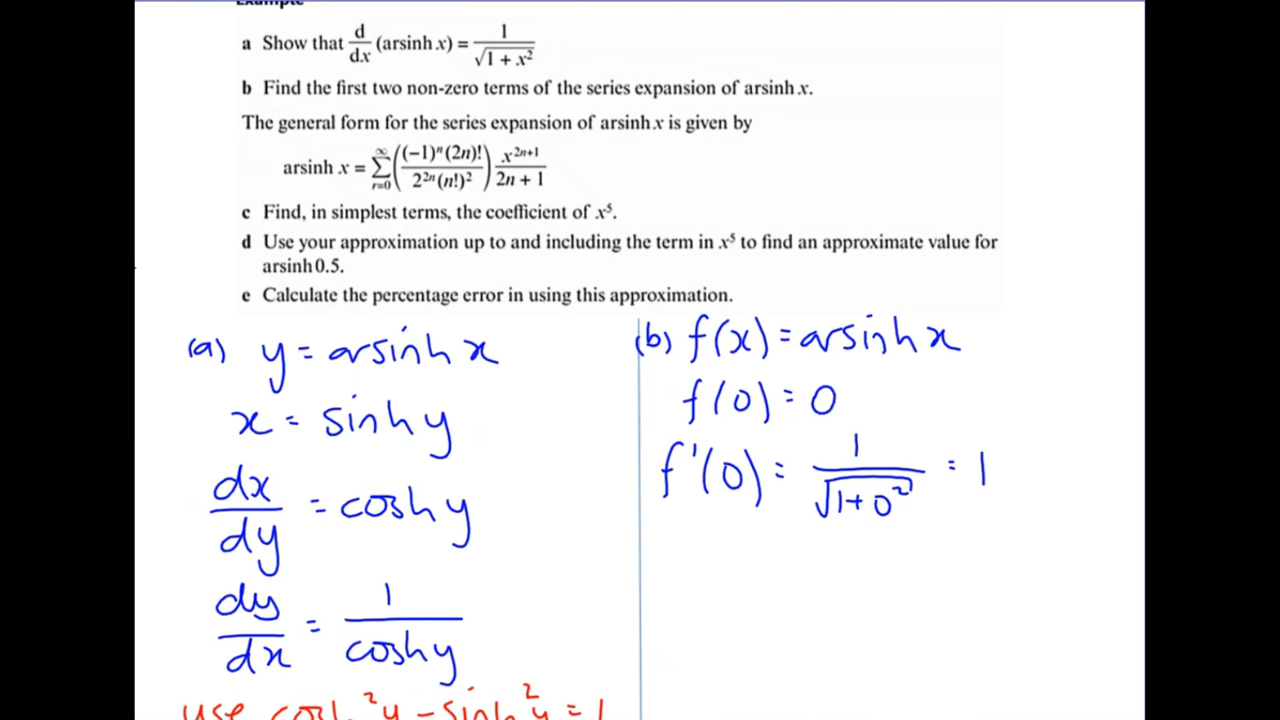 Example
a Show that d/dx (arsinh x) = 1/√(1 + x²)
b Find the first two non-zero terms of the series expansion of arsinh x.
The general form for the series expansion of arsinh x is given by
arsinh x = ∑_{r=0}^{∞} ( (-1)ⁿ(2n)! / 2²ⁿ(n!)² ) x²ⁿ⁺¹ / 2n + 1
c Find, in simplest terms, the coefficient of x⁵.
d Use your approximation up to and including the term in x⁵ to find an approximate value for
arsinh 0.5.
e Calculate the percentage error in using this approximation.
(a) y = arsinh x
x = sinh y
dx/dy = cosh y
dy/dx = 1/cosh y
use cosh²y - sinh²y = 1
(b) f(x) = arsinh x
f(0) = 0
f'(0) = 1/√(1+0²) = 1